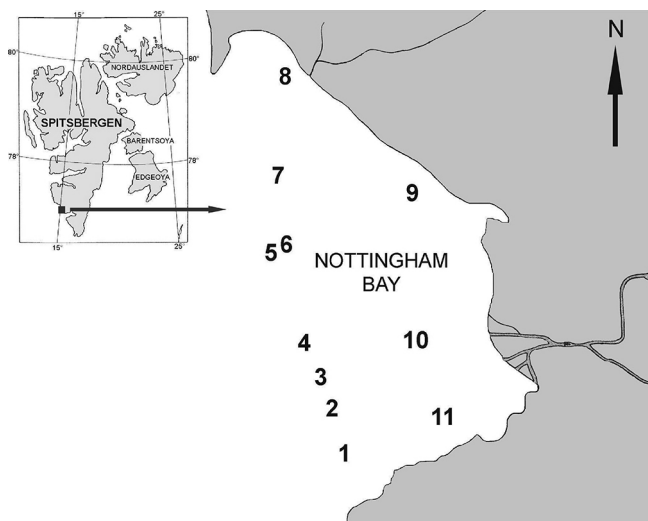 15°
25°
80°
80°
NORDAUSLANDET
SPITSBERGEN
BARENTSOYA
78°
78°
EDGEOYA
15°
25°
N
8
7
9
5 6
NOTTINGHAM
BAY
4
10
3
2
11
1